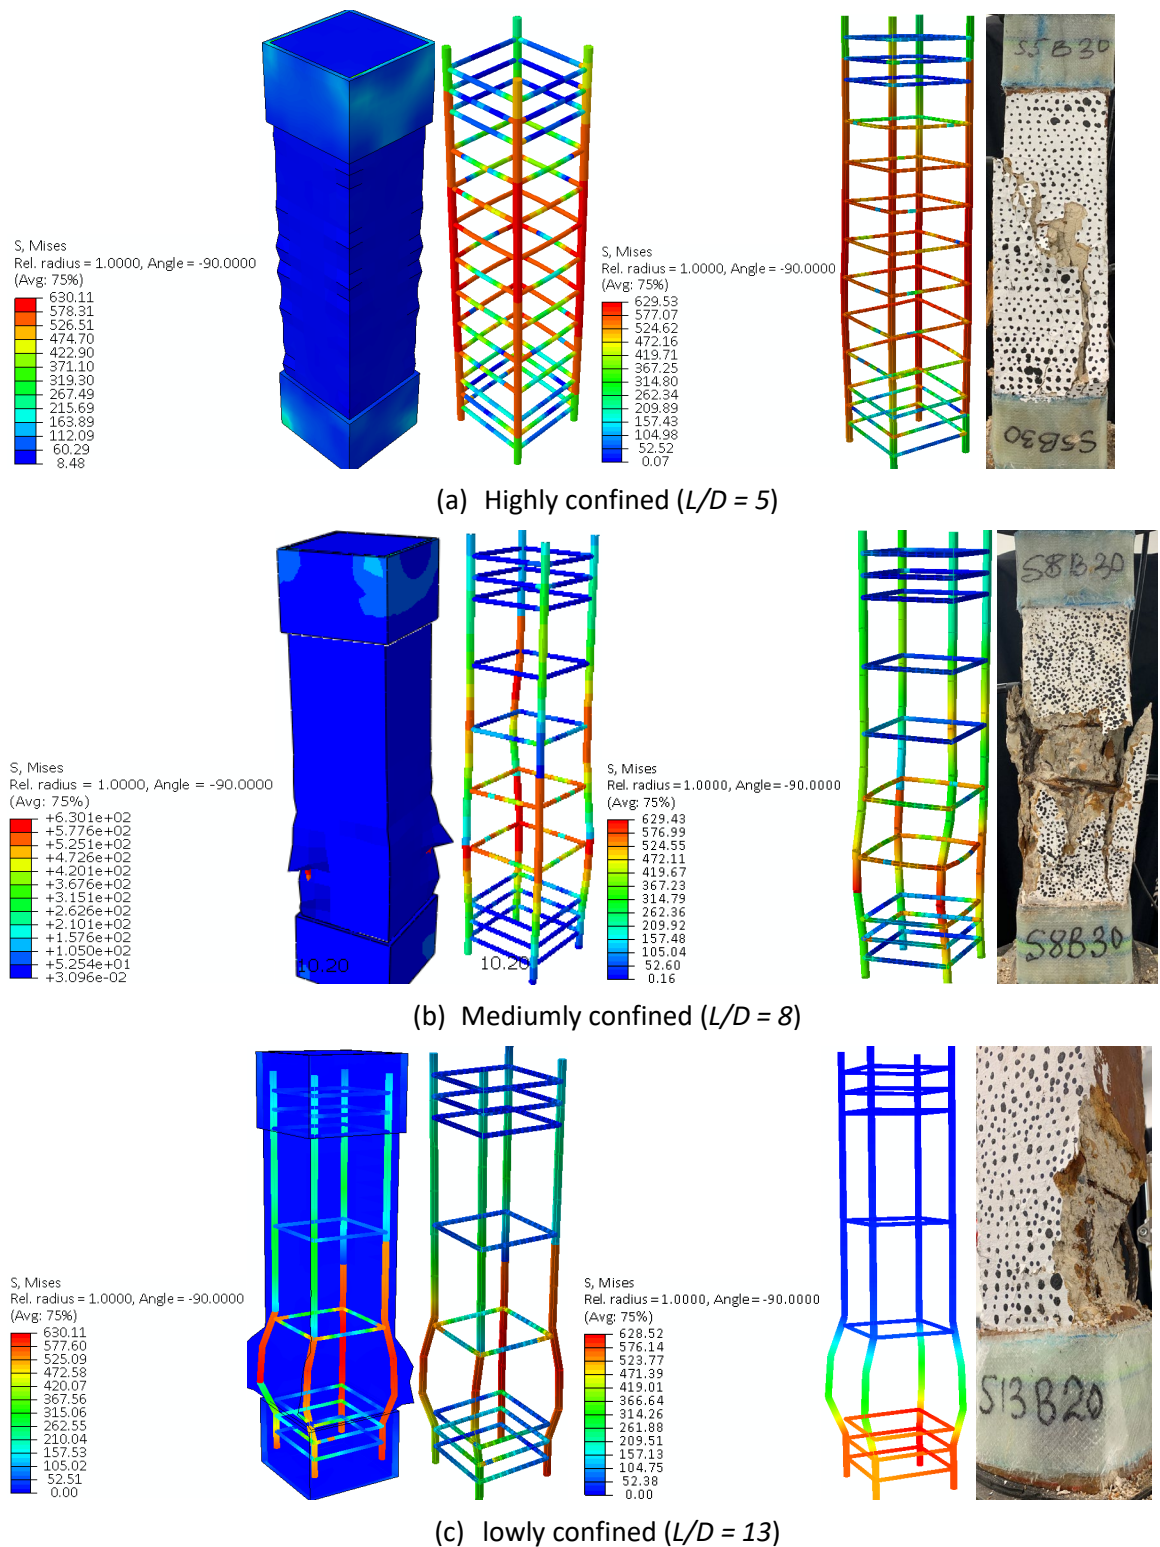 S5B30
S5B30
S, Mises
Rel. radius = 1.0000, Angle = -90.0000
(Avg: 75%)
630.11
578.31
526.51
474.70
422.90
371.10
319.30
267.49
215.69
163.89
112.09
60.29
8.48
S, Mises
Rel. radius = 1.0000, Angle = -90.0000
(Avg: 75%)
629.53
577.07
524.62
472.16
419.71
367.25
314.80
262.34
209.89
157.43
104.98
52.52
0.07
(a) Highly confined (L/D = 5)
S8B30
S8B30
S, Mises
Rel. radius = 1.0000, Angle = -90.0000
(Avg: 75%)
+6.301e+02
+5.776e+02
+5.251e+02
+4.726e+02
+4.201e+02
+3.676e+02
+3.151e+02
+2.626e+02
+2.101e+02
+1.576e+02
+1.050e+02
+5.254e+01
+3.096e-02
10.20
10.20
S, Mises
Rel. radius = 1.0000, Angle = -90.0000
(Avg: 75%)
629.43
576.99
524.55
472.11
419.67
367.23
314.79
262.36
209.92
157.48
105.04
52.60
0.16
(b) Mediumly confined (L/D = 8)
S, Mises
Rel. radius = 1.0000, Angle = -90.0000
(Avg: 75%)
630.11
577.60
525.09
472.58
420.07
367.56
315.06
262.55
210.04
157.53
105.02
52.51
0.00
S, Mises
Rel. radius = 1.0000, Angle = -90.0000
(Avg: 75%)
628.52
576.14
523.77
471.39
419.01
366.64
314.26
261.88
209.51
157.13
104.75
52.38
0.00
S13B20
(c) lowly confined (L/D = 13)